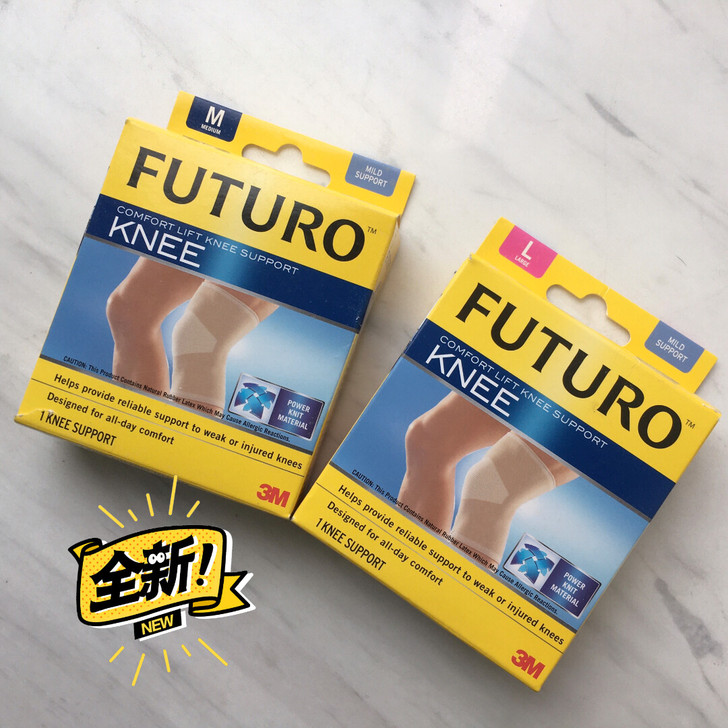 M
MEDIUM
MILD
SUPPORT
FUTURO™
COMFORT LIFT KNEE SUPPORT
KNEE
CAUTION: This Product Contains Natural Rubber Latex Which May Cause Allergic Reactions.
POWER
KNIT
MATERIAL
Helps provide reliable support to weak or injured knees
Designed for all-day comfort
1 KNEE SUPPORT
3M
L
LARGE
MILD
SUPPORT
FUTURO™
COMFORT LIFT KNEE SUPPORT
KNEE
CAUTION: This Product Contains Natural Rubber Latex Which May Cause Allergic Reactions.
POWER
KNIT
MATERIAL
Helps provide reliable support to weak or injured knees
Designed for all-day comfort
1 KNEE SUPPORT
3M
全新!
NEW